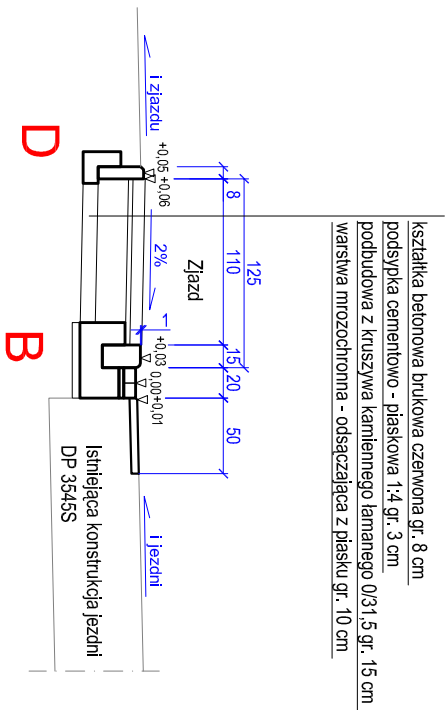 kształtka betonowa brukowa czerwona gr. 8 cm
podsypka cementowo - piaskowa 1:4 gr. 3 cm
podbudowa z kruszywa kamiennego łamanego 0/31,5 gr. 15 cm
warstwa mrozochronna - odsączająca z piasku gr. 10 cm
125
8 110 15 20 50
Zjazd
i zjazdu
2%
1
i jezdni
+0,05 +0,06
+0,03
0,00 +0,01
Istniejąca konstrukcja jezdni
DP 3545S
D
B